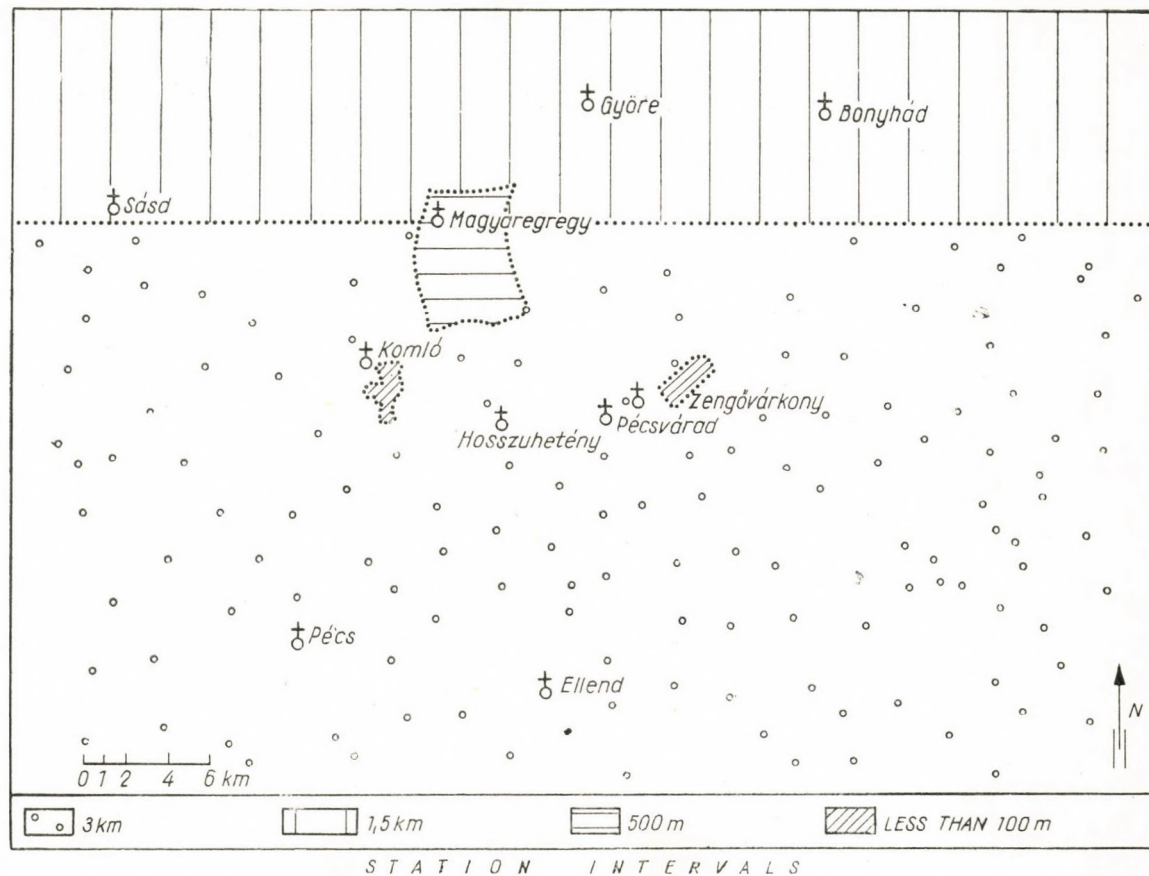 Györe
Bonyhád
Sásd
Magyaregregy
Komló
Zengővárkony
Pécsvárad
Hosszuhetény
Pécs
Ellend
N
0 1 2 4 6 km
3 km
1,5 km
500 m
LESS THAN 100 m
STATION INTERVALS